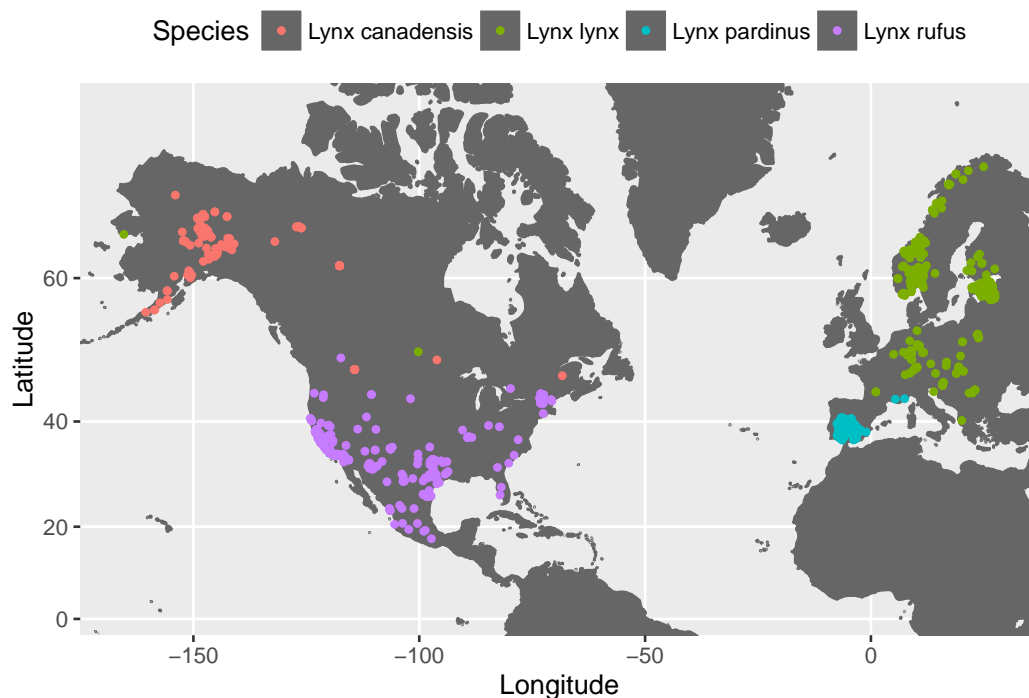 Species Lynx canadensis Lynx lynx Lynx pardinus Lynx rufus
60
40
20
0
Latitude
−150 −100 −50 0
Longitude